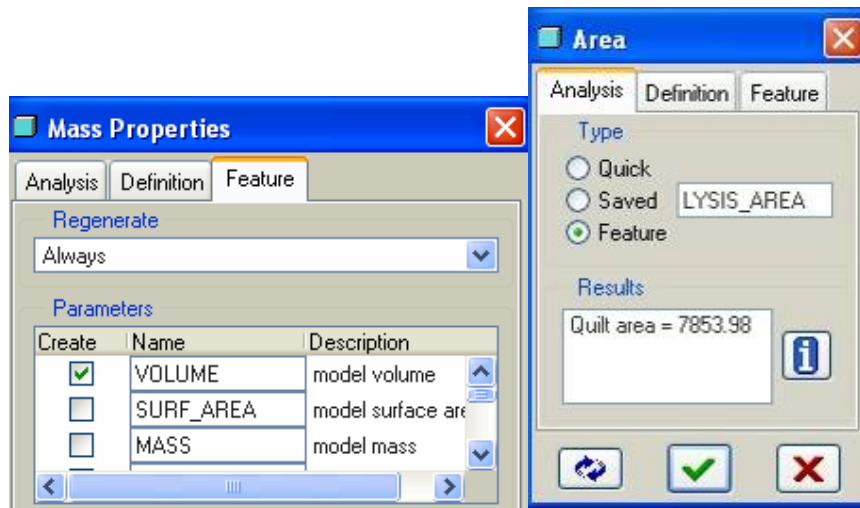 Mass Properties
Analysis Definition Feature
Regenerate
Always
Parameters
Create Name Description
VOLUME model volume
SURF_AREA model surface are
MASS model mass
Area
Analysis Definition Feature
Type
Quick
Saved LYSIS_AREA
Feature
Results
Quilt area = 7853.98